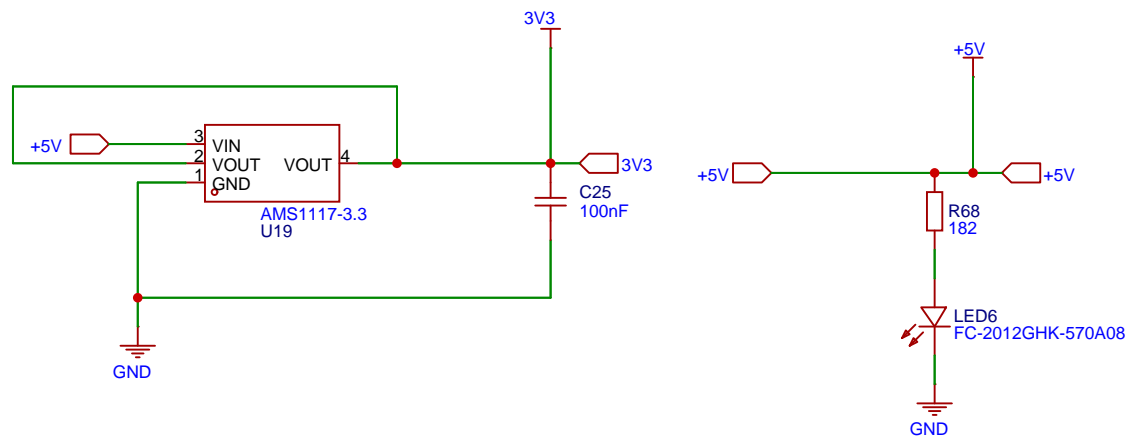 3V3
+5V
3
VIN
2
VOUT
1
GND
VOUT
4
AMS1117-3.3
U19
3V3
C25
100nF
GND
+5V
+5V
+5V
R68
182
LED6
FC-2012GHK-570A08
GND